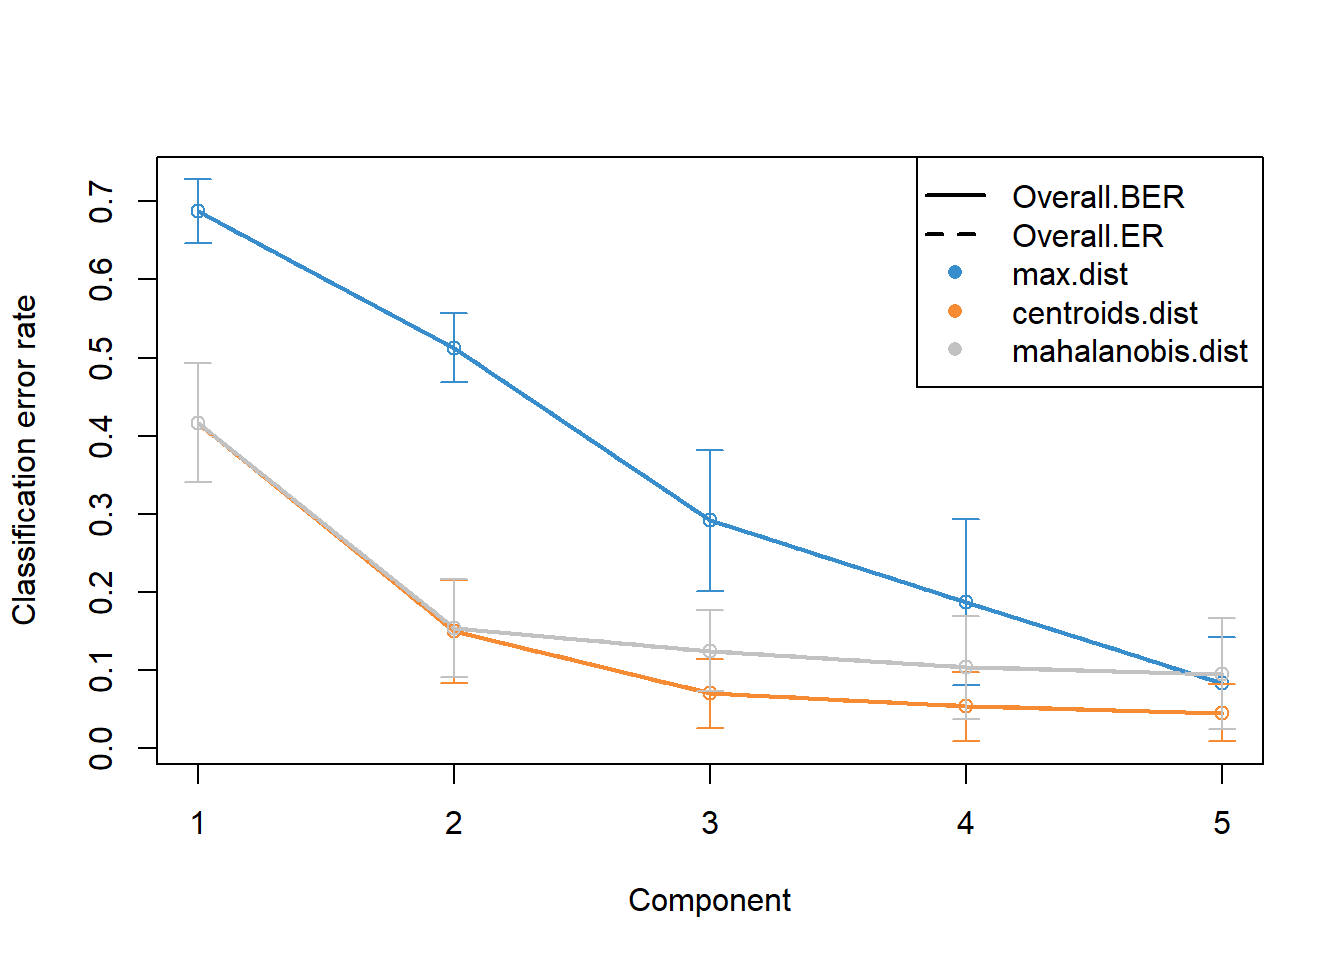 Overall.BER
Overall.ER
max.dist
centroids.dist
mahalanobis.dist
Classification error rate
0.7
0.6
0.5
0.4
0.3
0.2
0.1
0.0
1 2 3 4 5
Component